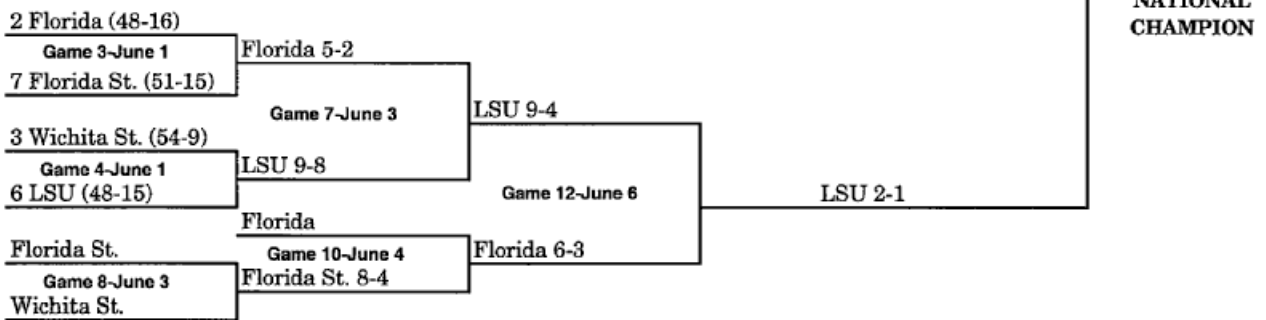 NATIONAL
CHAMPION
2 Florida (48-16)
Game 3-June 1
Florida 5-2
7 Florida St. (51-15)
Game 7-June 3
LSU 9-4
3 Wichita St. (54-9)
Game 4-June 1
LSU 9-8
6 LSU (48-15)
Game 12-June 6
LSU 2-1
Florida
Florida St.
Game 10-June 4
Florida 6-3
Game 8-June 3
Florida St. 8-4
Wichita St.